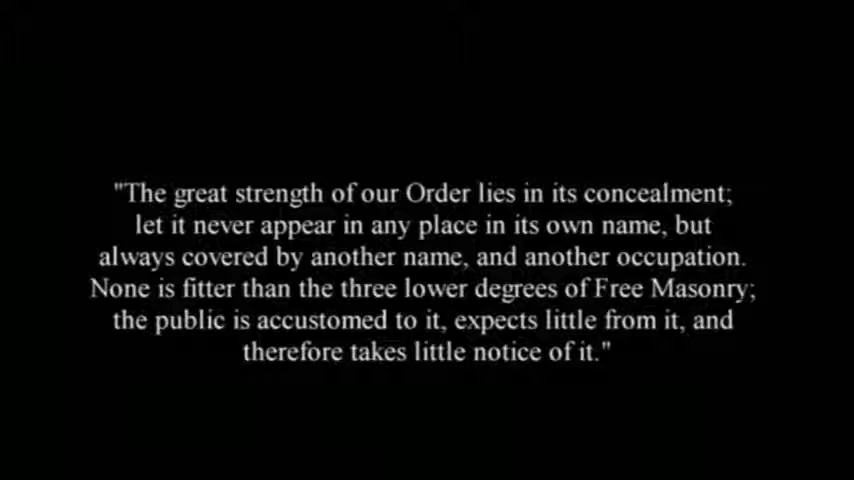 "The great strength of our Order lies in its concealment;
let it never appear in any place in its own name, but
always covered by another name, and another occupation.
None is fitter than the three lower degrees of Free Masonry;
the public is accustomed to it, expects little from it, and
therefore takes little notice of it."